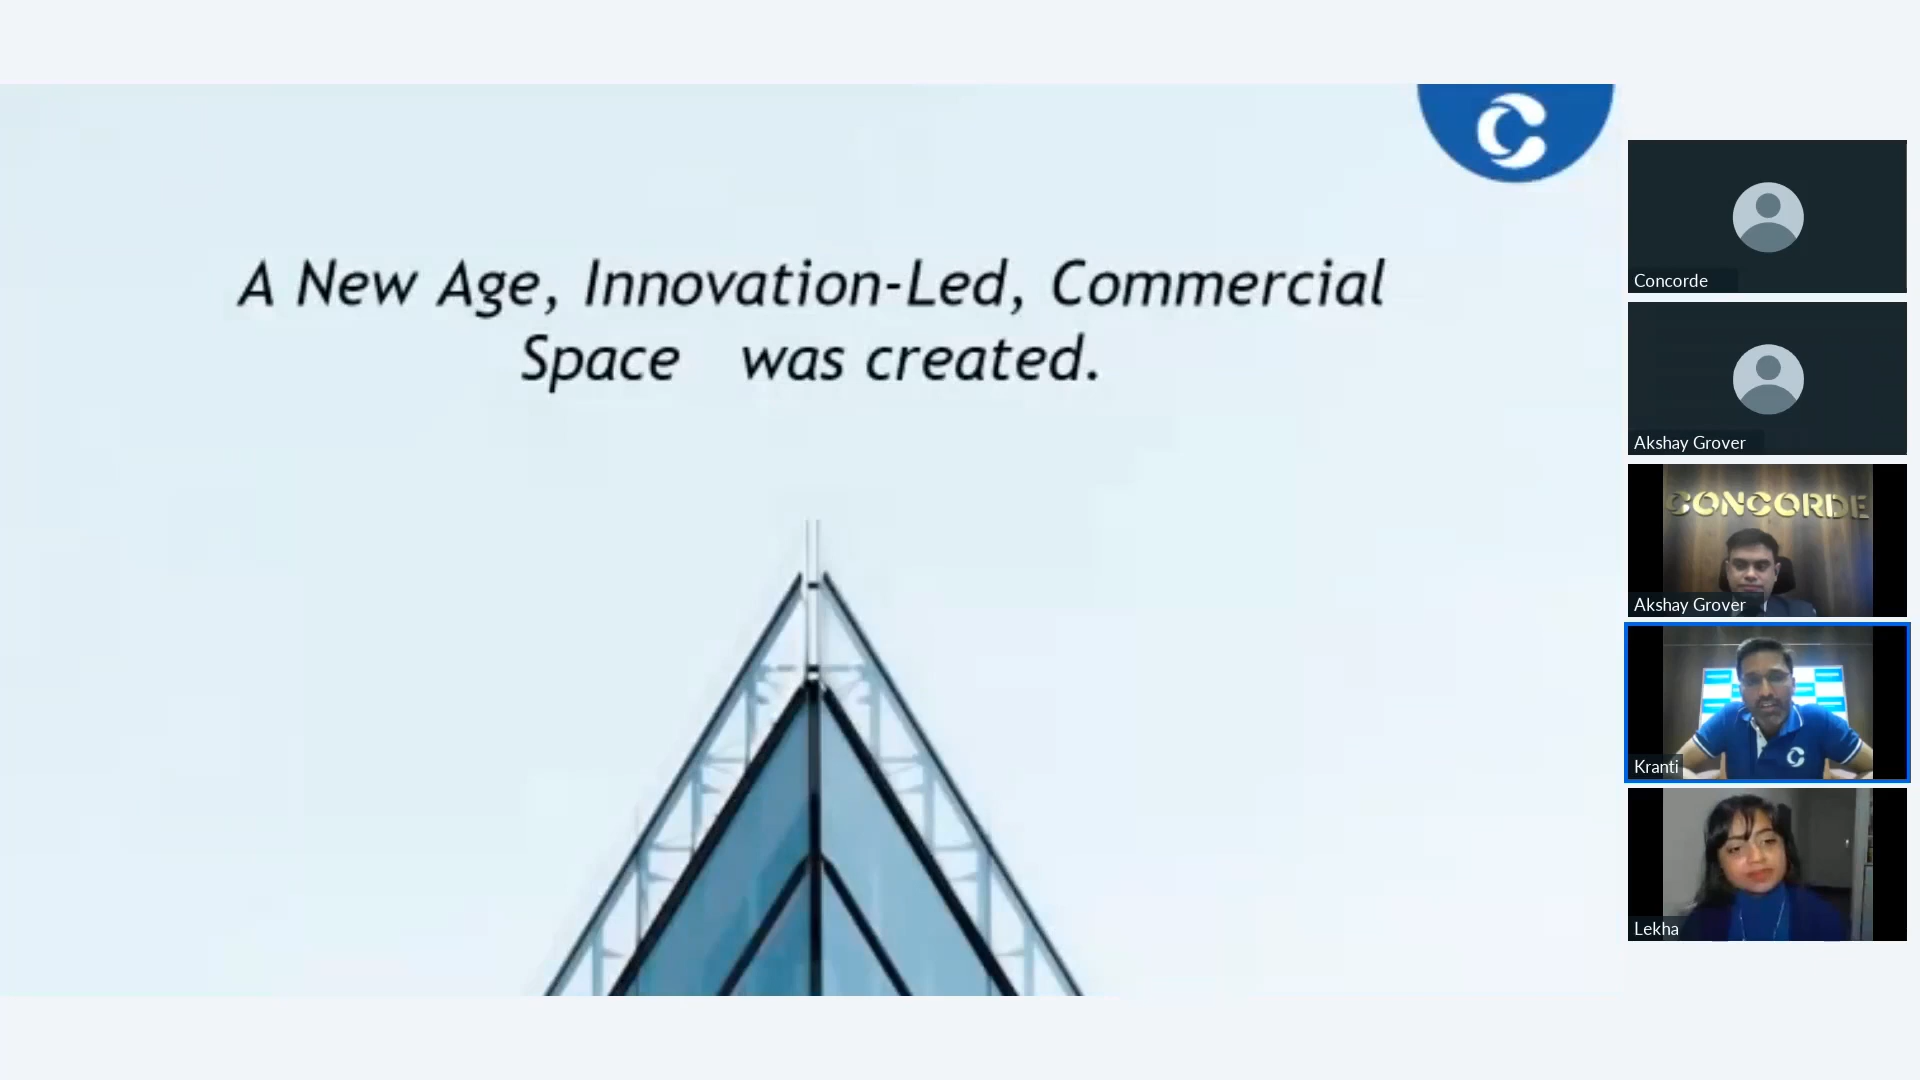 A New Age, Innovation-Led, Commercial
Space was created.
Concorde
Akshay Grover
CONCORDE
Akshay Grover
Kranti
Lekha